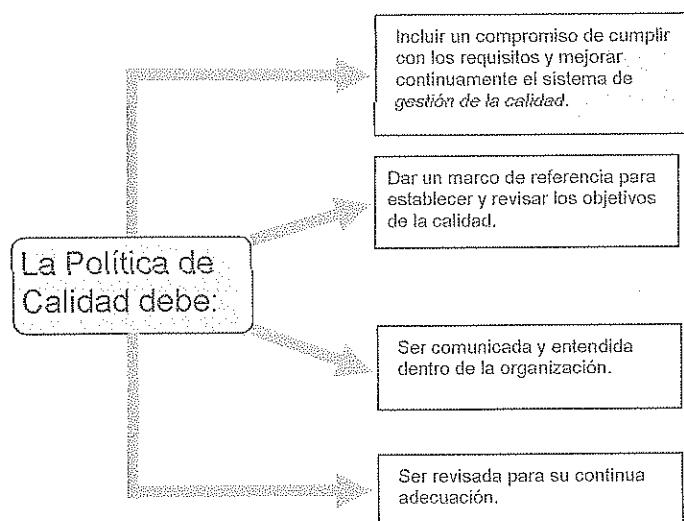 Incluir un compromiso de cumplir
con los requisitos y mejorar
continuamente el sistema de
gestión de la calidad.
Dar un marco de referencia para
establecer y revisar los objetivos
de la calidad.
La Política de
Calidad debe:
Ser comunicada y entendida
dentro de la organización.
Ser revisada para su continua
adecuación.